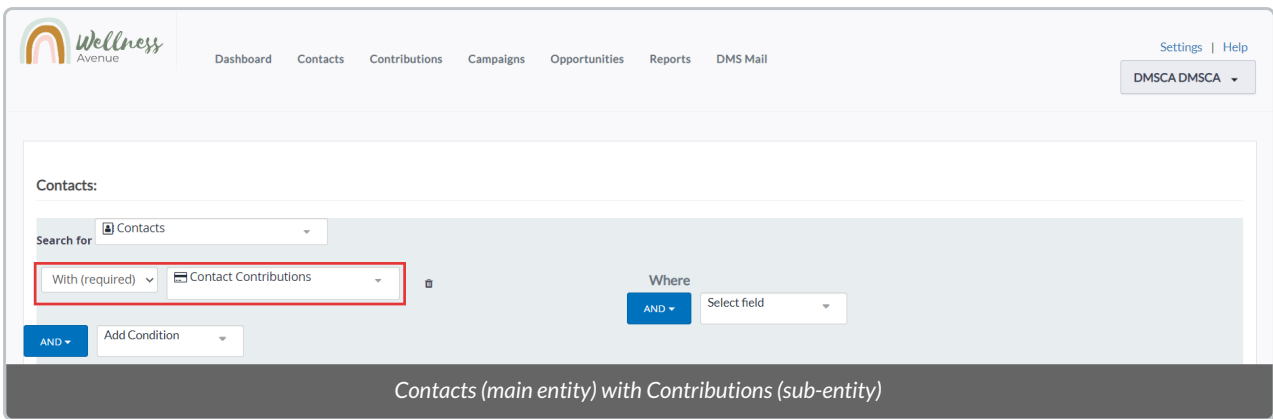 Wellness
Avenue
Dashboard Contacts Contributions Campaigns Opportunities Reports DMS Mail
Settings | Help
DMSCA DMSCA
Contacts:
Search for Contacts
With (required) Contact Contributions
Where
AND Select field
AND Add Condition
Contacts (main entity) with Contributions (sub-entity)